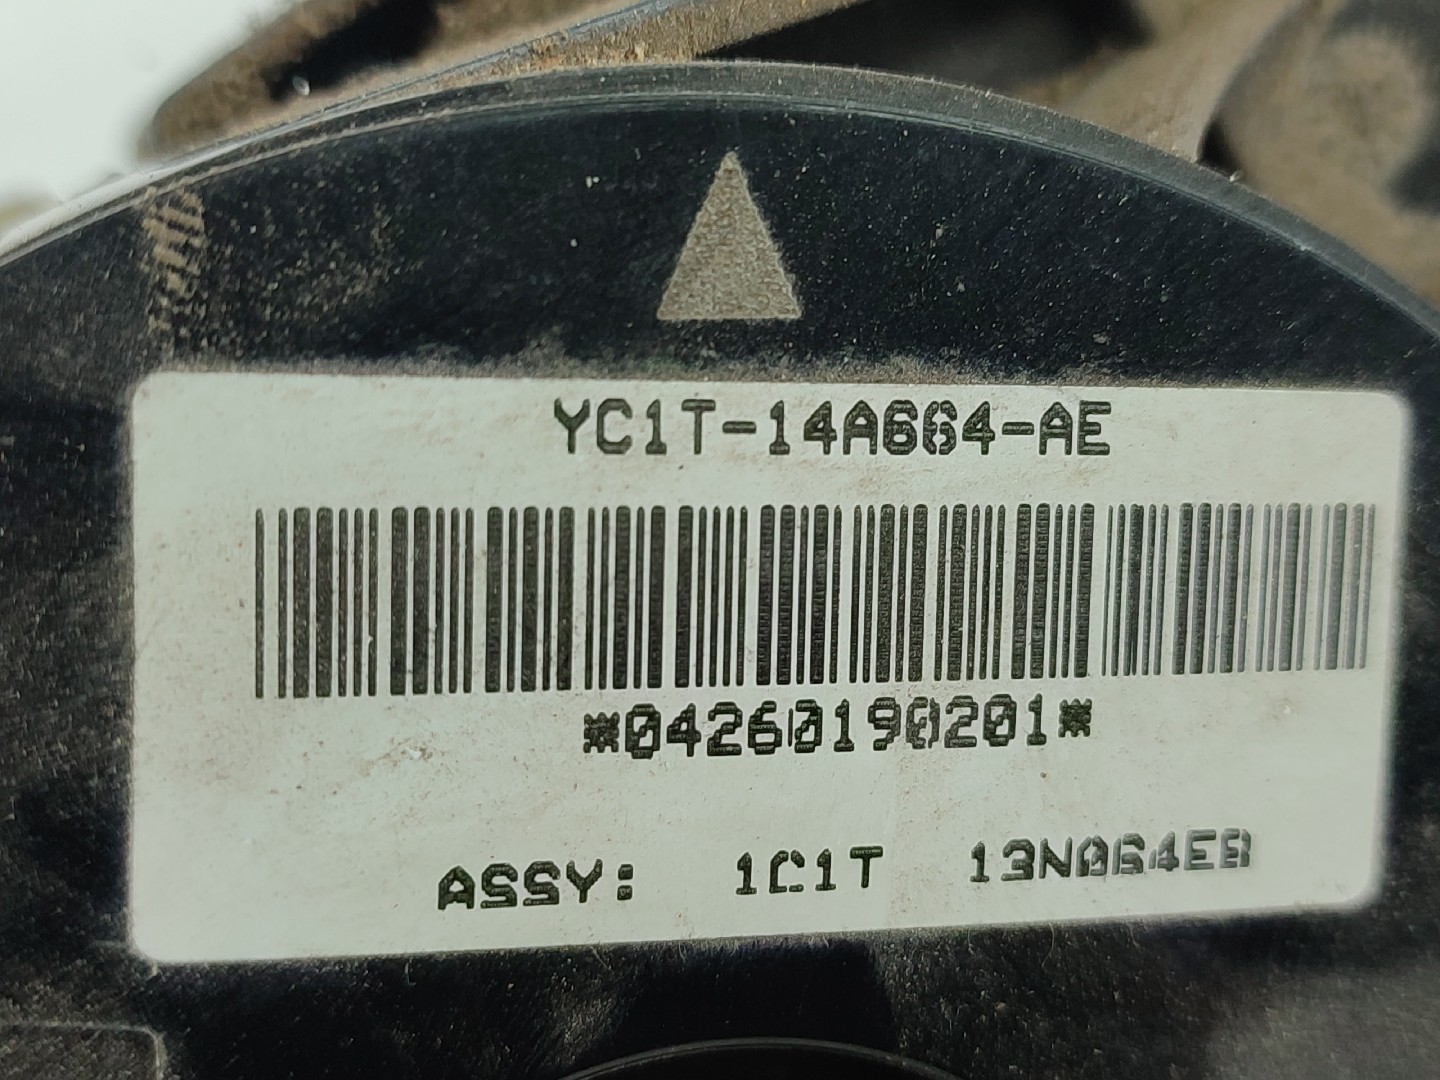 YC1T-14A664-AE
*04260190201*
ASSY: 1C1T 13N064EB